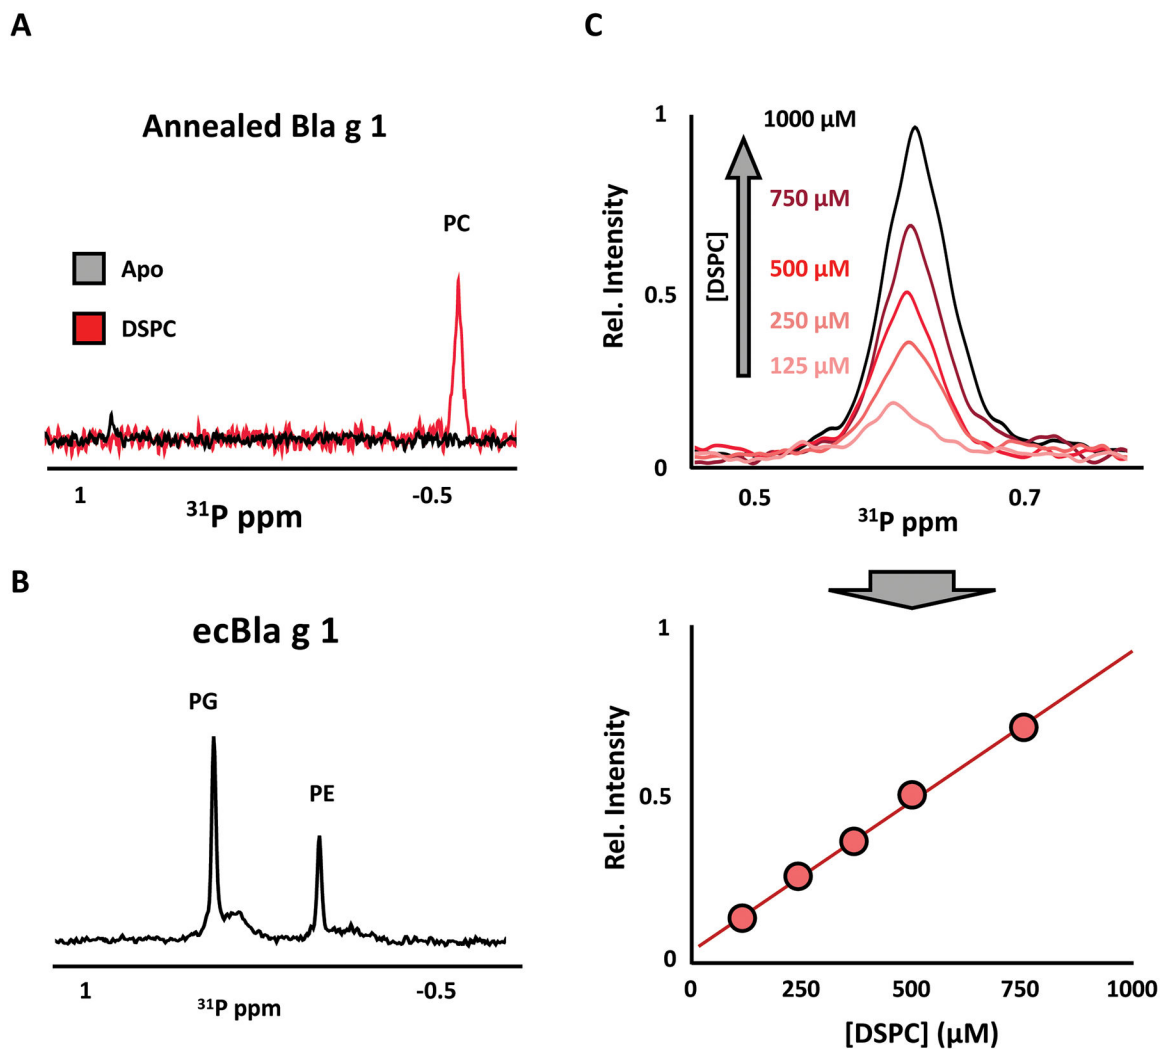 A
Annealed Bla g 1
PC
Apo
DSPC
1
-0.5
³¹P ppm
B
ecBla g 1
PG
PE
1
-0.5
³¹P ppm
C
1
0.5
0
Rel. Intensity
[DSPC]
1000 µM
750 µM
500 µM
250 µM
125 µM
0.5
0.7
³¹P ppm
1
0.5
0
Rel. Intensity
0
250
500
750
1000
[DSPC] (µM)